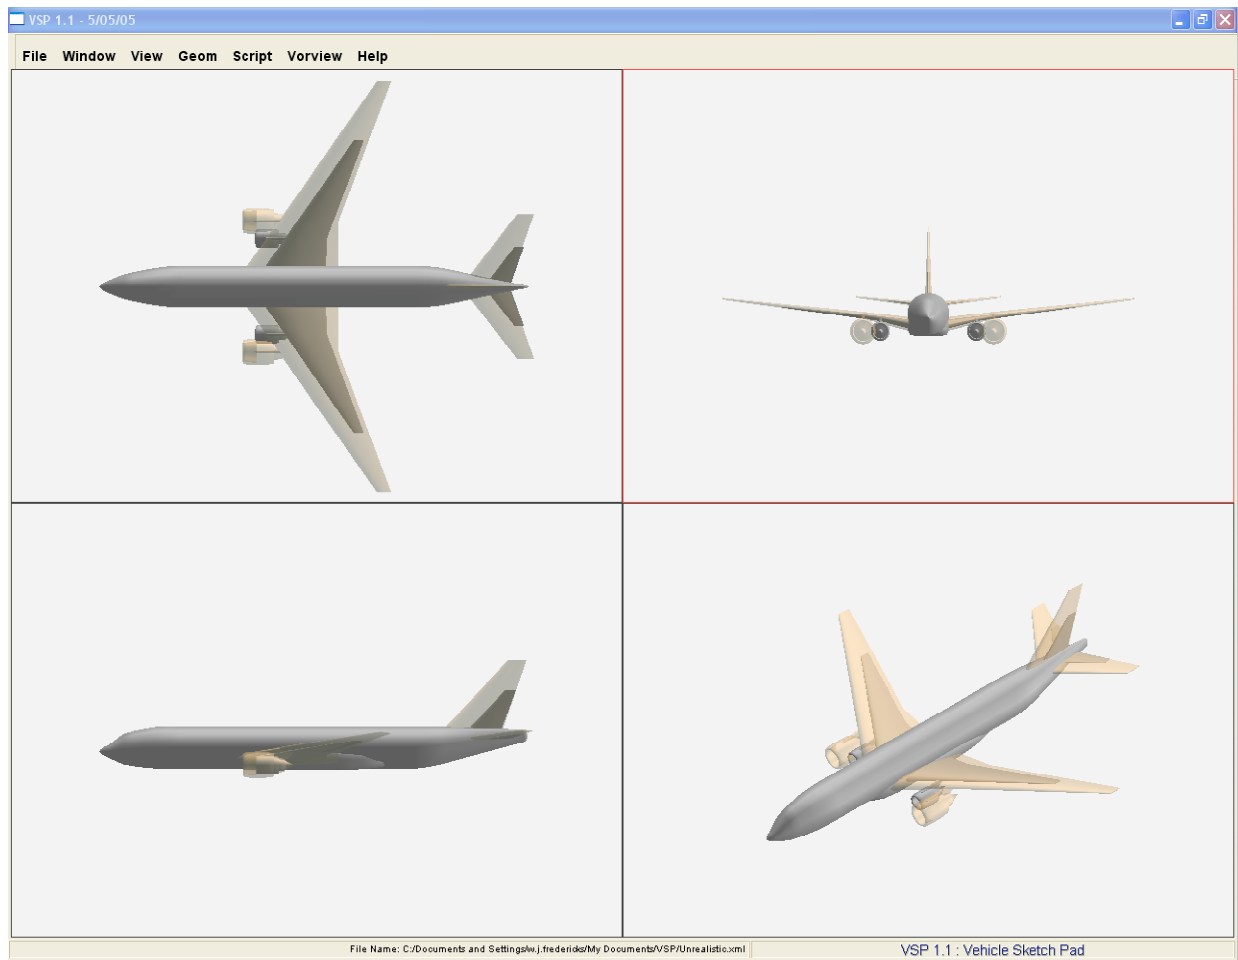 VSP 1.1 - 5/05/05
File Window View Geom Script Vorview Help
File Name: C:/Documents and Settings/w.j.fredericks/My Documents/VSP/Unrealistic.xml
VSP 1.1 : Vehicle Sketch Pad